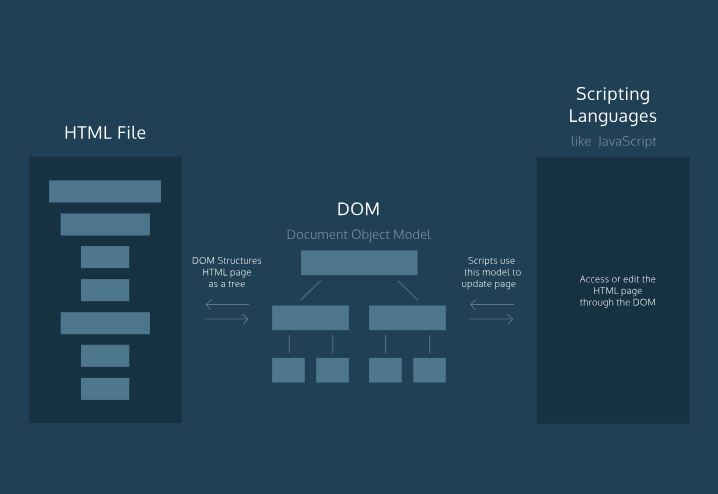 HTML File
DOM Structures
HTML page
as a tree
DOM
Document Object Model
Scripts use
this model to
update page
Scripting
Languages
like JavaScript
Access or edit the
HTML page
through the DOM